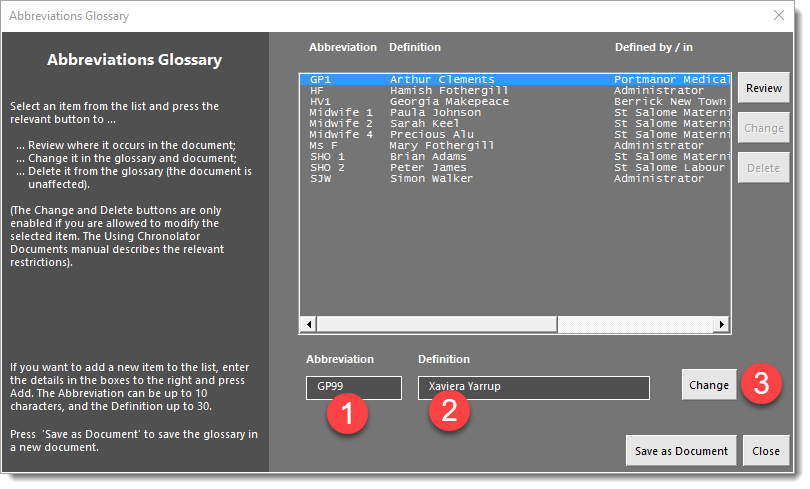 Abbreviations Glossary
Abbreviations Glossary
Select an item from the list and press the
relevant button to ...
... Review where it occurs in the document;
... Change it in the glossary and document;
... Delete it from the glossary (the document is
unaffected).
(The Change and Delete buttons are only
enabled if you are allowed to modify the
selected item. The Using Chronolator
Documents manual describes the relevant
restrictions).
If you want to add a new item to the list, enter
the details in the boxes to the right and press
Add. The Abbreviation can be up to 10
characters, and the Definition up to 30.
Press 'Save as Document' to save the glossary in
a new document.
Abbreviation Definition Defined by / in
GP1 Arthur Clements Portmanor Medical
HF Hamish Fothergill Administrator
HV1 Georgia Makepeace Berrick New Town
Midwife 1 Paula Johnson St Salome Materni
Midwife 2 Sarah Keel St Salome Materni
Midwife 4 Precious Alu St Salome Materni
Ms F Mary Fothergill Administrator
SHO 1 Brian Adams St Salome Materni
SHO 2 Peter James St Salome Labour
SJW Simon Walker Administrator
Review
Change
Delete
Abbreviation Definition
GP99 Xaviera Yarrup Change 3
1 2
Save as Document Close